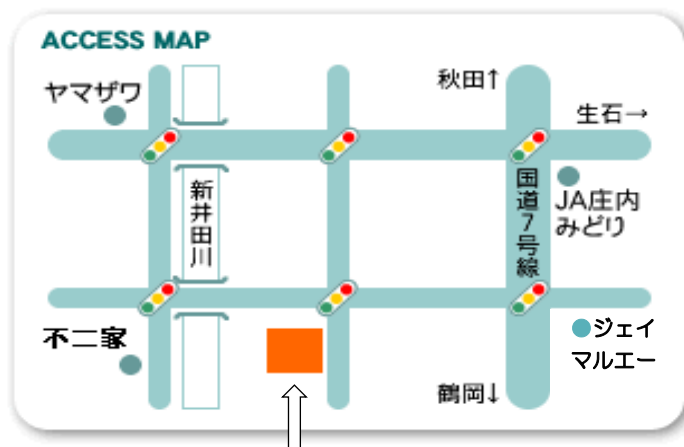 ACCESS MAP
秋田↑
ヤマザワ
生石→
新井田川
国道7号線
JA庄内
みどり
不二家
ジェイ
マルエー
鶴岡↓